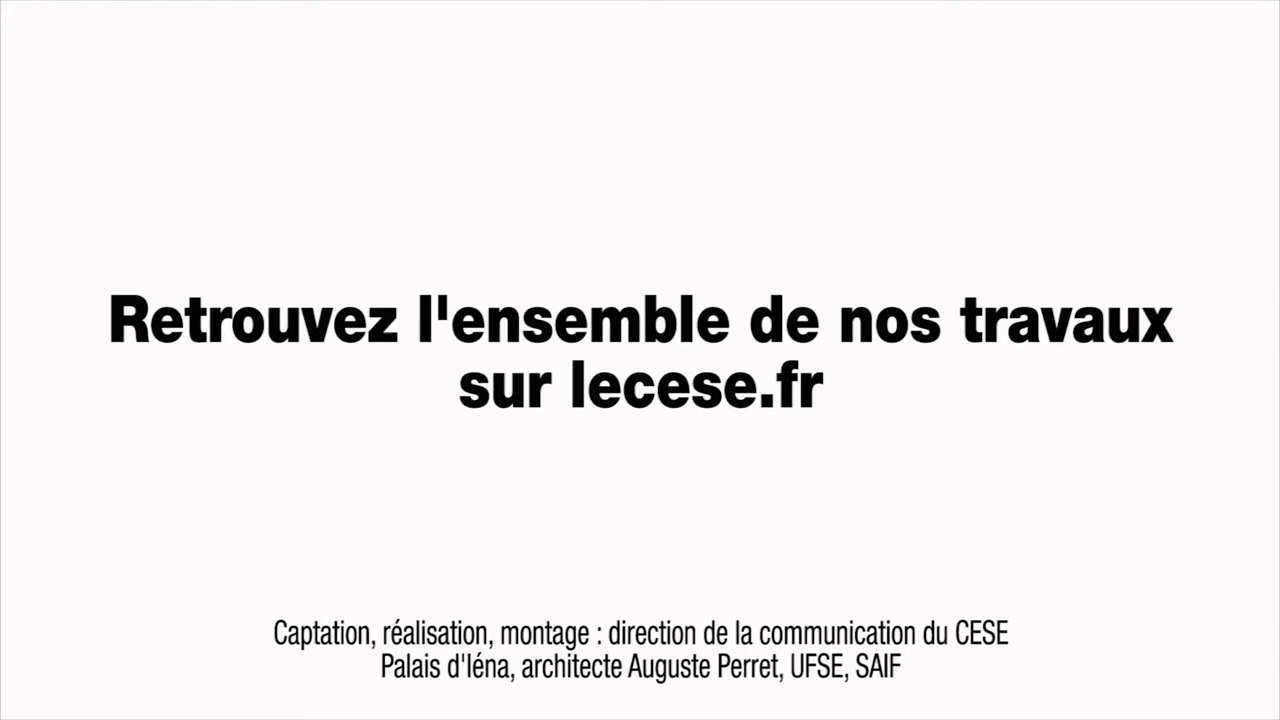 Retrouvez l'ensemble de nos travaux
sur lecese.fr
Captation, réalisation, montage : direction de la communication du CESE
Palais d'Iéna, architecte Auguste Perret, UFSE, SAIF